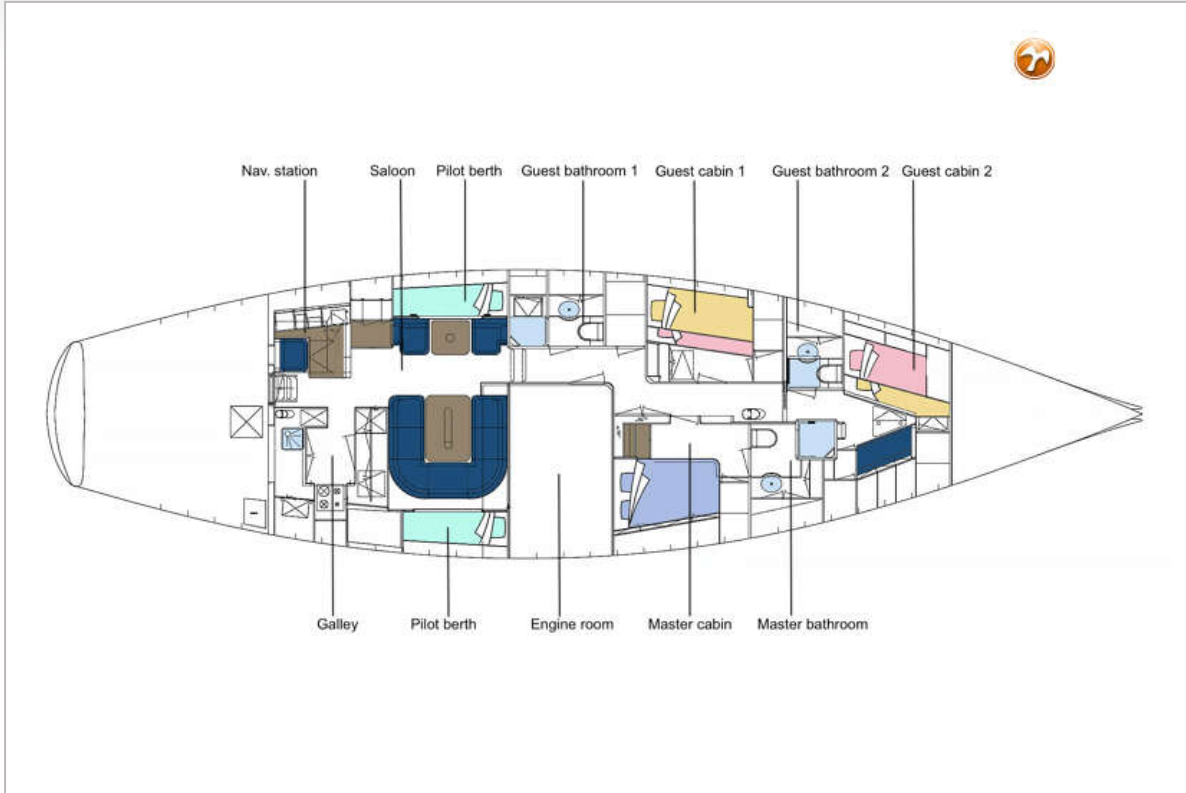 Nav. station
Saloon
Pilot berth
Guest bathroom 1
Guest cabin 1
Guest bathroom 2
Guest cabin 2
Galley
Pilot berth
Engine room
Master cabin
Master bathroom